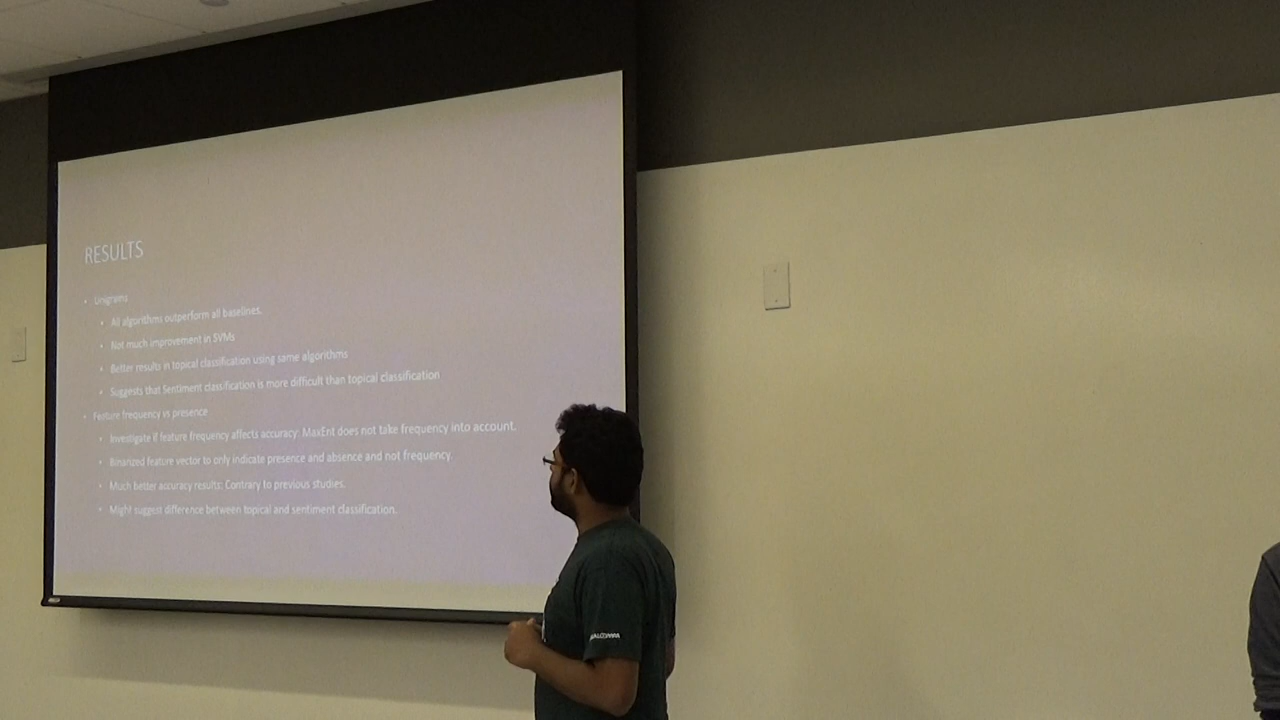 RESULTS
• Unigrams
• All algorithms outperform all baselines.
• Not much improvement in SVMs
• Better results in topical classification using same algorithms
• Suggests that Sentiment classification is more difficult than topical classification
• Feature frequency vs presence
• Investigate if feature frequency affects accuracy: MaxEnt does not take frequency into account.
• Binarized feature vector to only indicate presence and absence and not frequency
• Much better accuracy results: Contrary to previous studies.
• Might suggest difference between topical and sentiment classification.